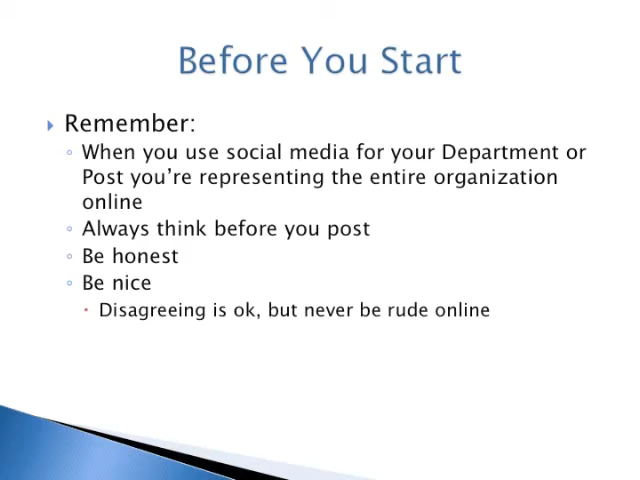 Before You Start
Remember:
When you use social media for your Department or
Post you're representing the entire organization
online
Always think before you post
Be honest
Be nice
Disagreeing is ok, but never be rude online